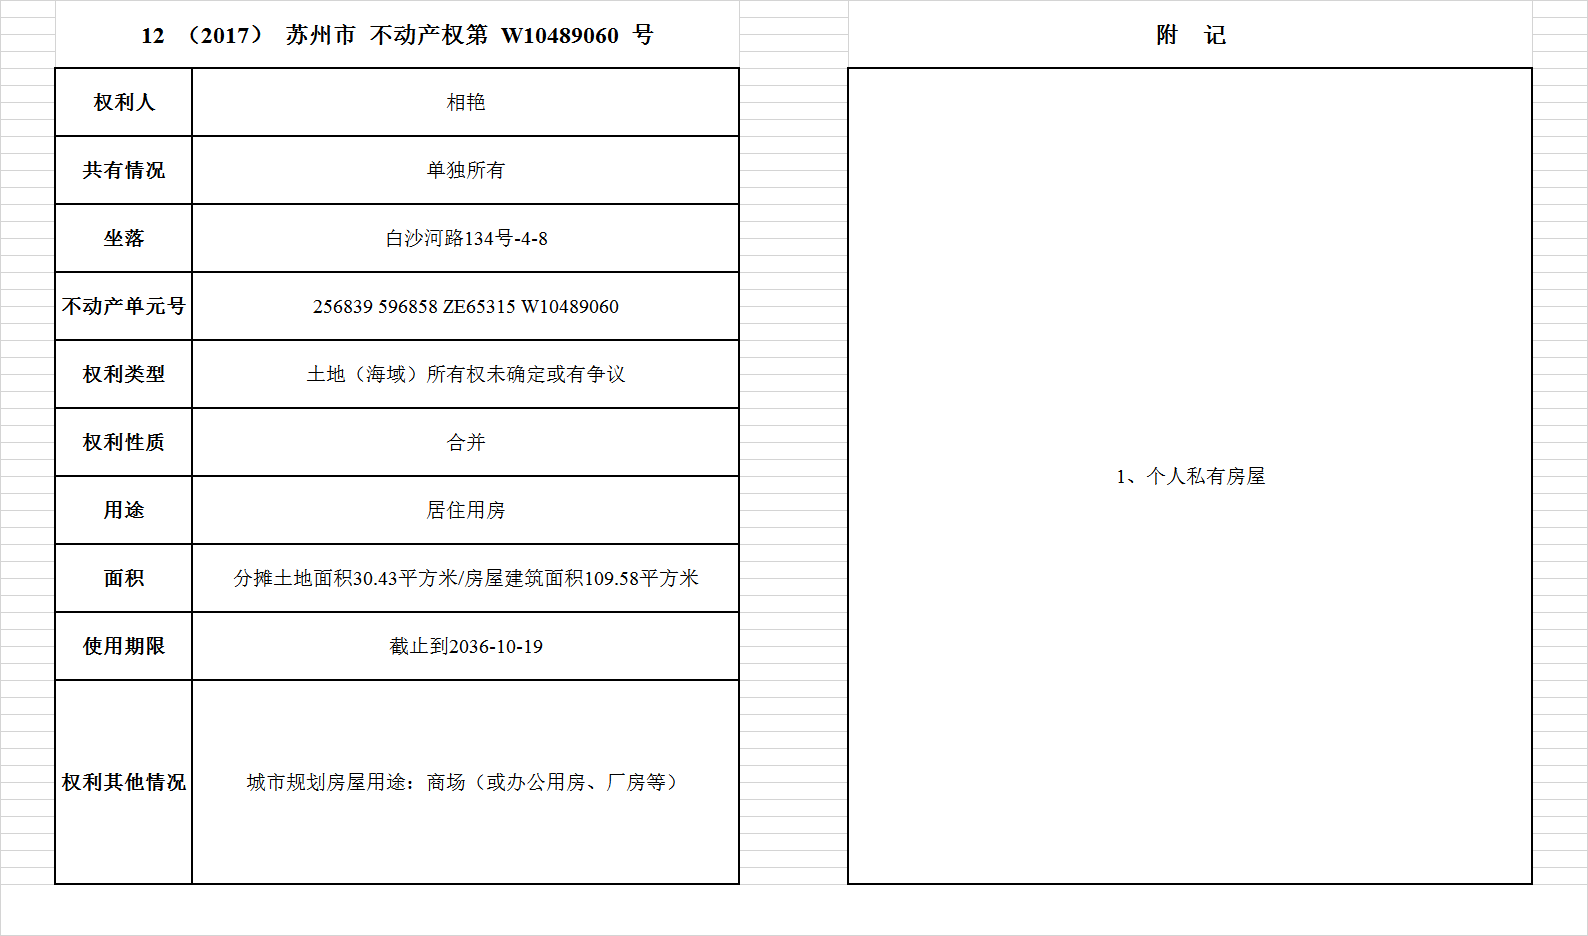 12 （2017） 苏州市 不动产权第 W10489060 号
权利人 相艳
共有情况 单独所有
坐落 白沙河路134号-4-8
不动产单元号 256839 596858 ZE65315 W10489060
权利类型 土地（海域）所有权未确定或有争议
权利性质 合并
用途 居住用房
面积 分摊土地面积30.43平方米/房屋建筑面积109.58平方米
使用期限 截止到2036-10-19
权利其他情况 城市规划房屋用途：商场（或办公用房、厂房等）
附 记
1、个人私有房屋